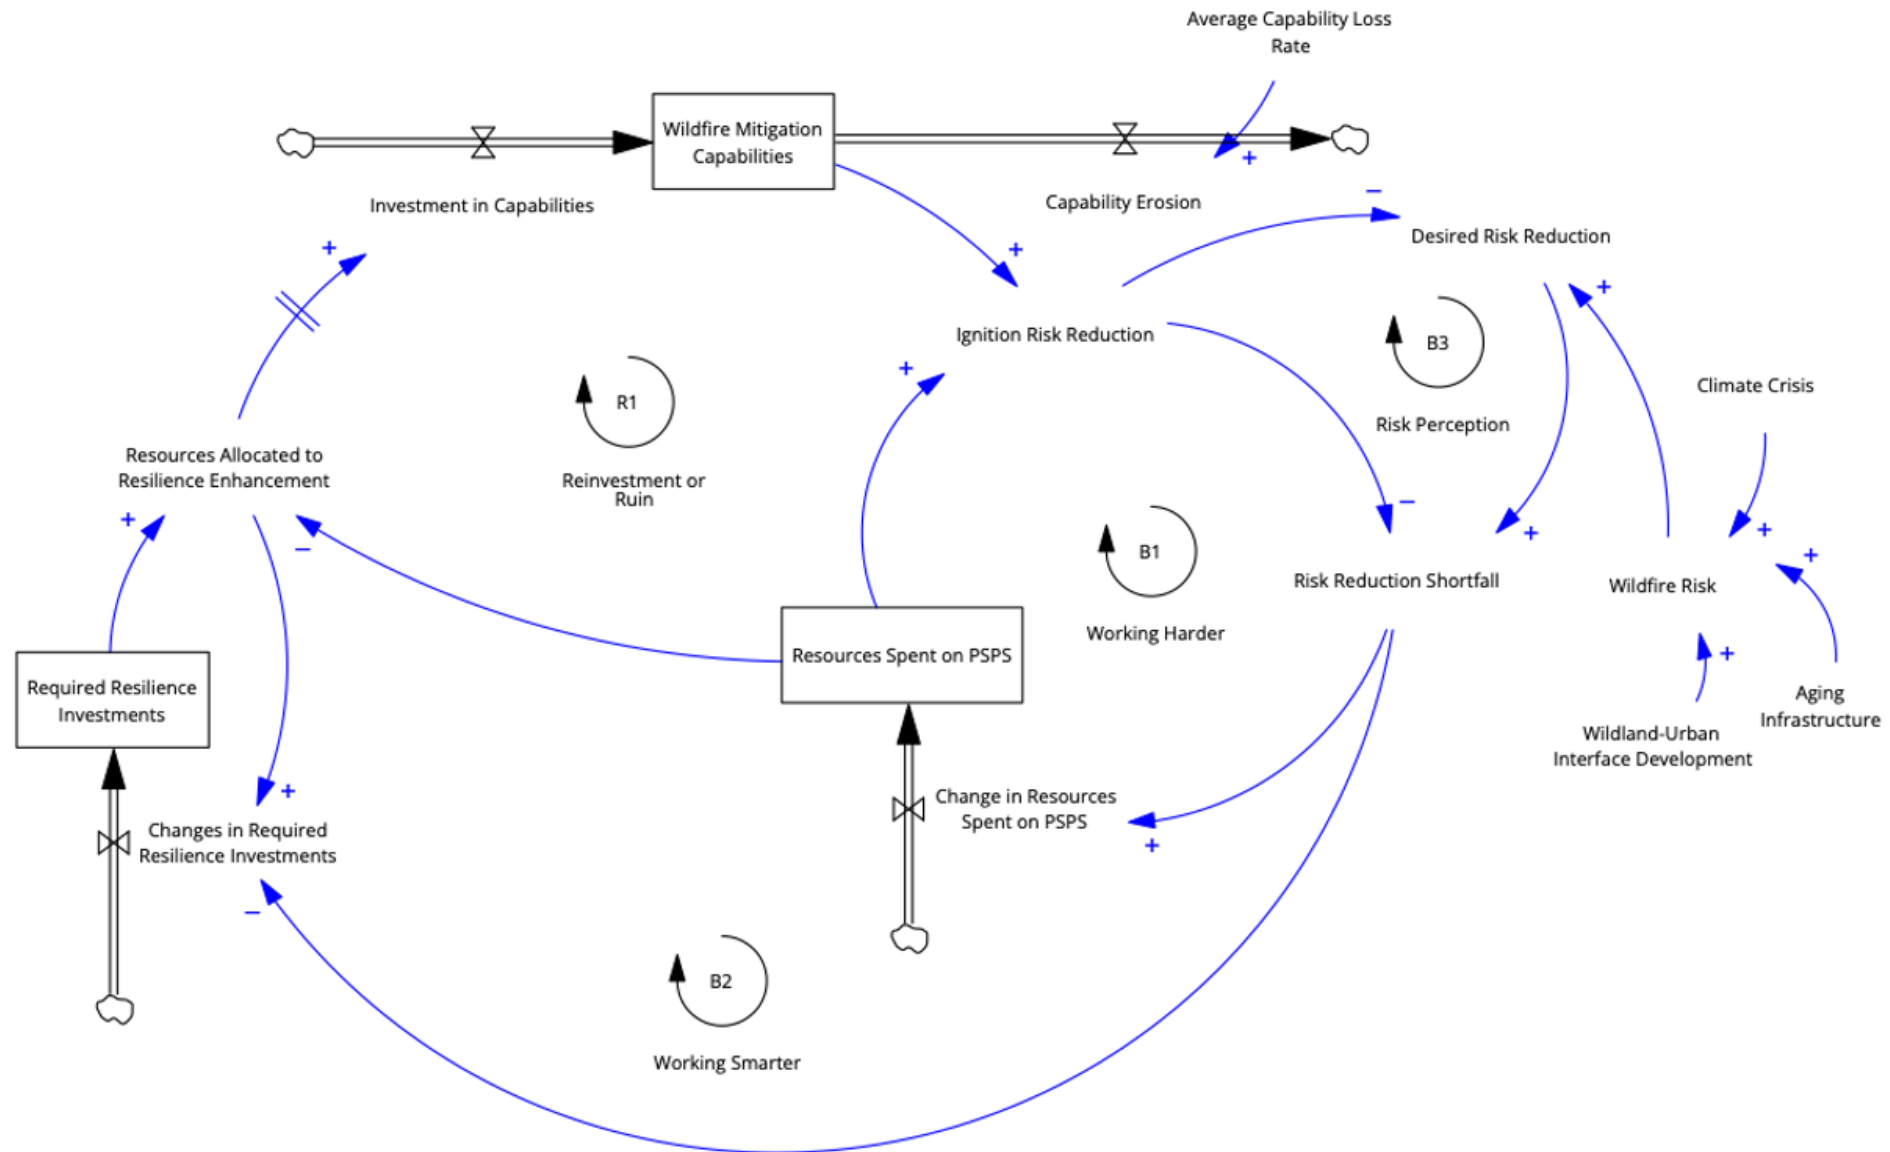 Average Capability Loss
Rate
Wildfire Mitigation
Capabilities
+
Investment in Capabilities
Capability Erosion
–
Desired Risk Reduction
+
+
+
Ignition Risk Reduction
B3
+
Climate Crisis
R1
Risk Perception
Resources Allocated to
Resilience Enhancement
Reinvestment or
Ruin
–
+
+
+
–
B1
+
Risk Reduction Shortfall
Wildfire Risk
Working Harder
Resources Spent on PSPS
+
Required Resilience
Investments
Aging
Infrastructure
Wildland-Urban
Interface Development
+
Change in Resources
Spent on PSPS
Changes in Required
Resilience Investments
+
–
B2
Working Smarter